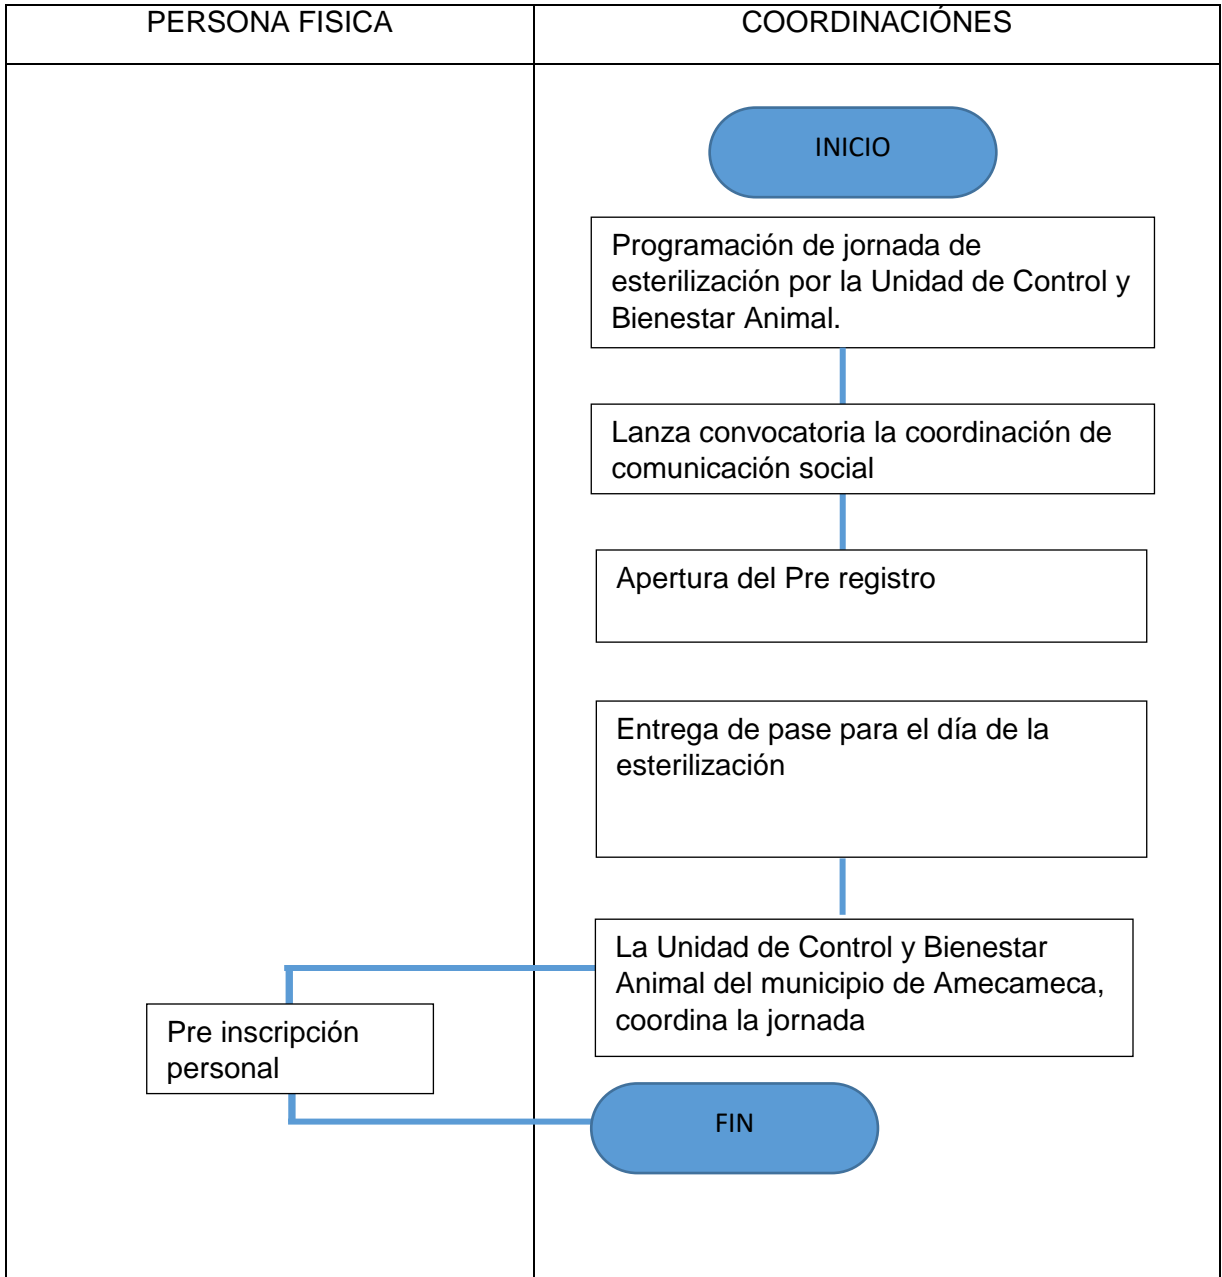 PERSONA FISICA
COORDINACIÓNES
INICIO
Programación de jornada de
esterilización por la Unidad de Control y
Bienestar Animal.
Lanza convocatoria la coordinación de
comunicación social
Apertura del Pre registro
Entrega de pase para el día de la
esterilización
La Unidad de Control y Bienestar
Animal del municipio de Amecameca,
coordina la jornada
Pre inscripción
personal
FIN